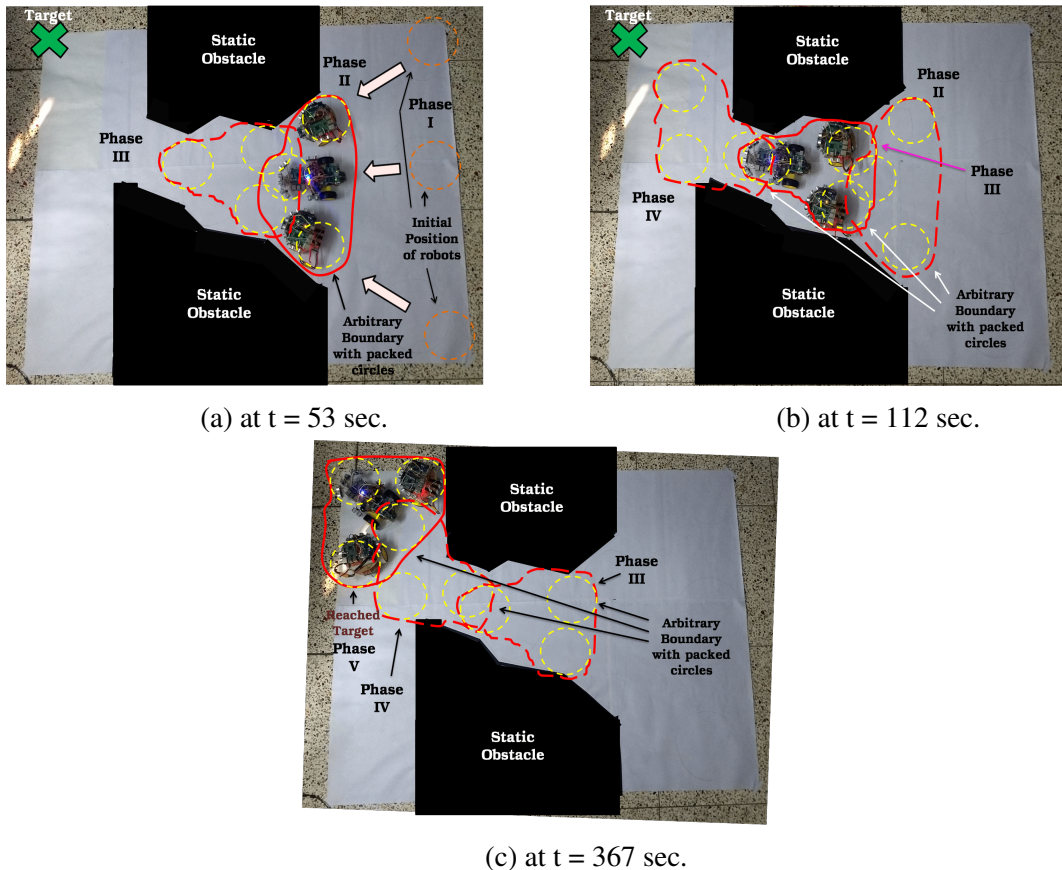 Target
Static
Obstacle
Phase
II
Phase
I
Phase
III
Initial
Position
of robots
Static
Obstacle
Arbitrary
Boundary
with packed
circles
(a) at t = 53 sec.
Target
Static
Obstacle
Phase
II
Phase
III
Phase
IV
Static
Obstacle
Arbitrary
Boundary
with packed
circles
(b) at t = 112 sec.
Static
Obstacle
Phase
III
Reached
Target
Phase
V
Phase
IV
Arbitrary
Boundary
with packed
circles
Static
Obstacle
(c) at t = 367 sec.